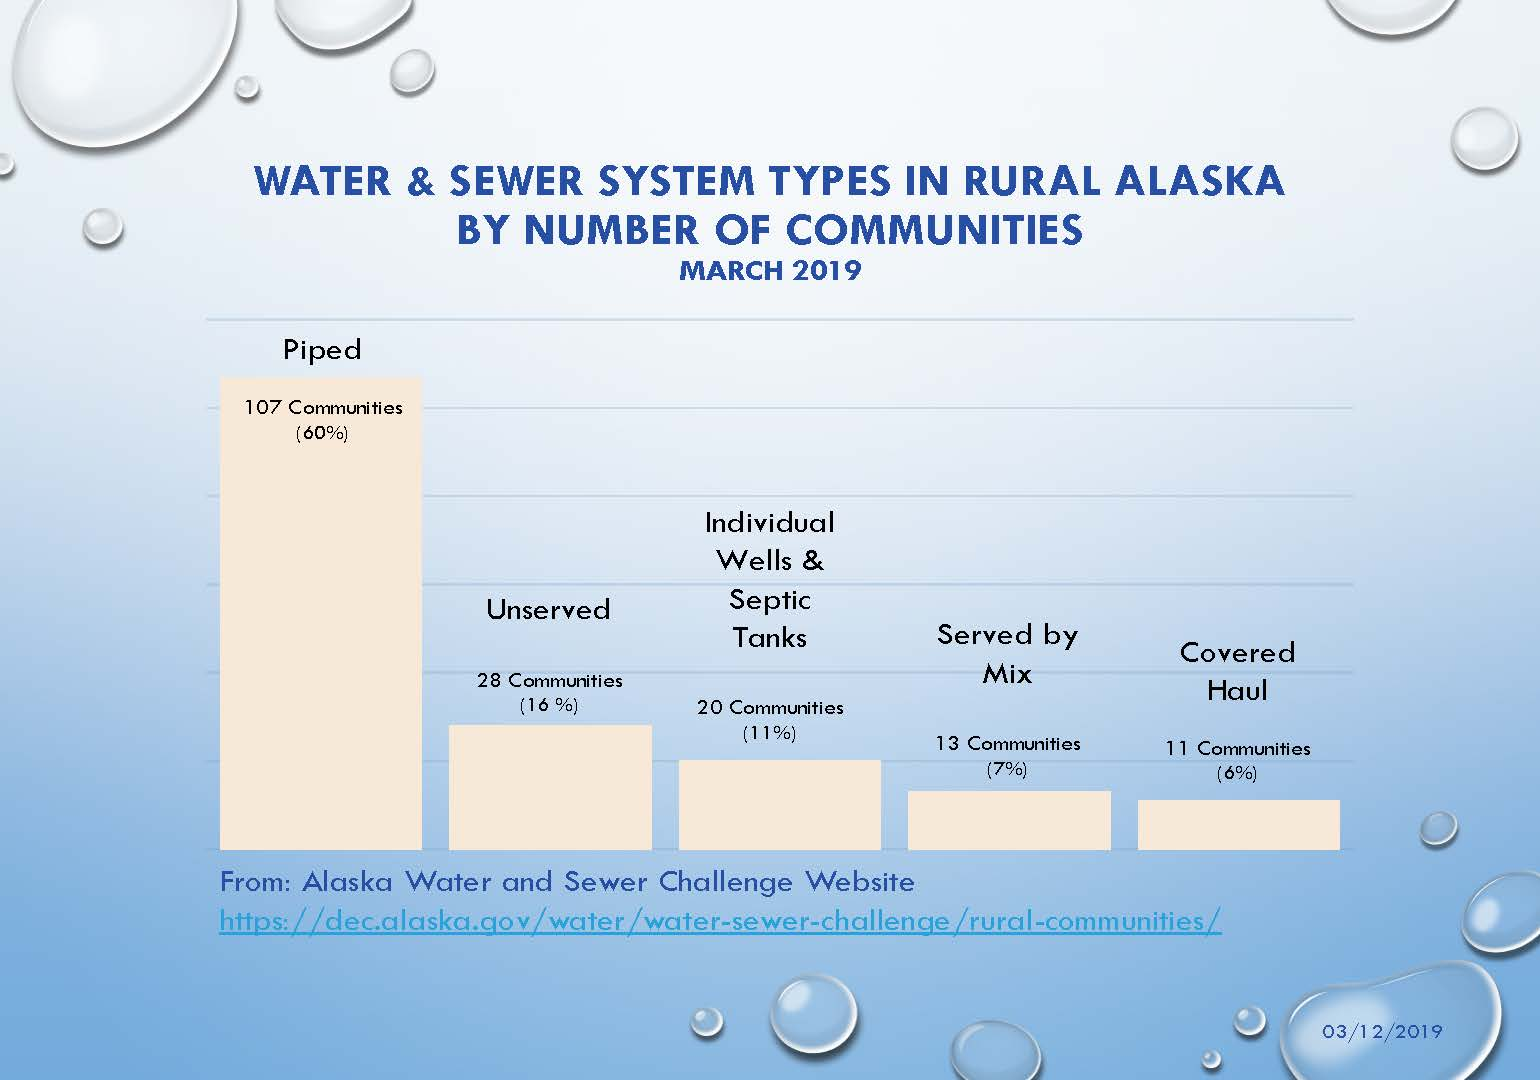 WATER & SEWER SYSTEM TYPES IN RURAL ALASKA
BY NUMBER OF COMMUNITIES
MARCH 2019
Piped
107 Communities
(60%)
Unserved
28 Communities
(16 %)
Individual
Wells &
Septic
Tanks
20 Communities
(11%)
Served by
Mix
13 Communities
(7%)
Covered
Haul
11 Communities
(6%)
From: Alaska Water and Sewer Challenge Website
https://dec.alaska.gov/water/water-sewer-challenge/rural-communities/
03/12/2019